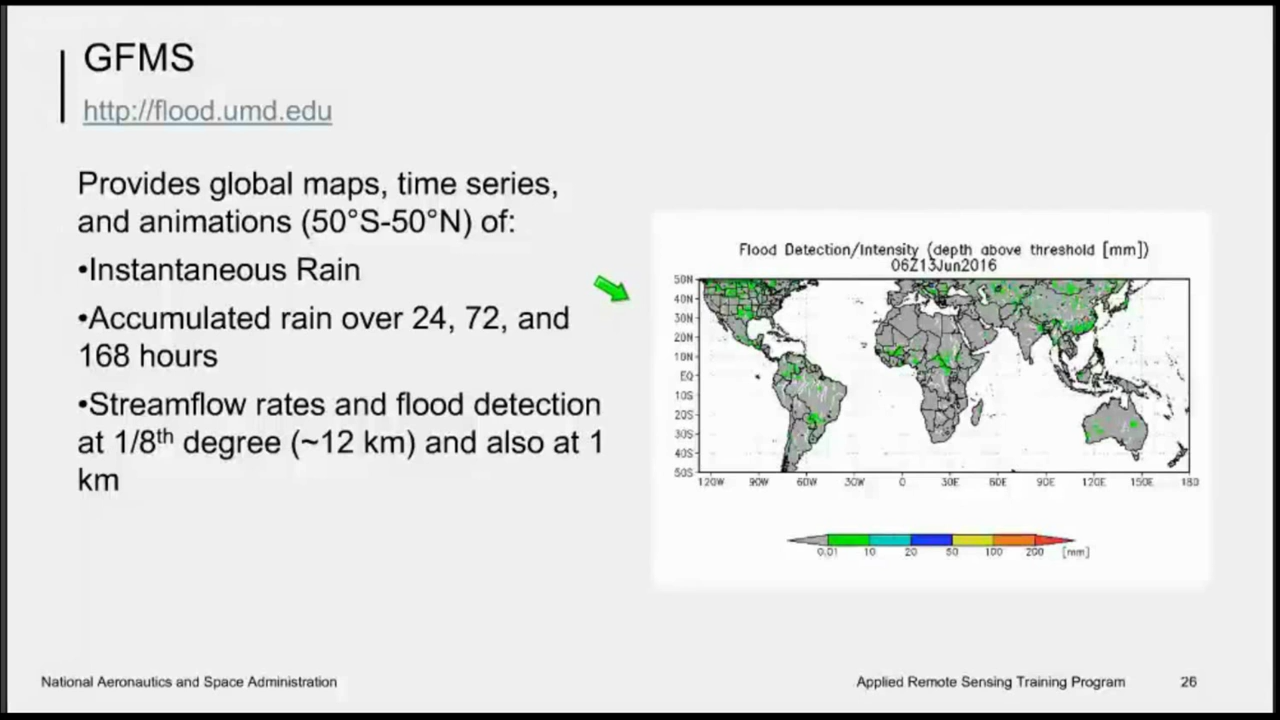 GFMS
http://flood.umd.edu
Provides global maps, time series,
and animations (50°S-50°N) of:
•Instantaneous Rain
•Accumulated rain over 24, 72, and
168 hours
•Streamflow rates and flood detection
at 1/8th degree (~12 km) and also at 1
km
Flood Detection/Intensity (depth above threshold [mm])
06Z13Jun2016
50N
40N
30N
20N
10N
EQ
10S
20S
30S
40S
50S
120W 90W 60W 30W 0 30E 60E 90E 120E 150E 180
0.01 10 20 50 100 200 [mm]
National Aeronautics and Space Administration
Applied Remote Sensing Training Program
26